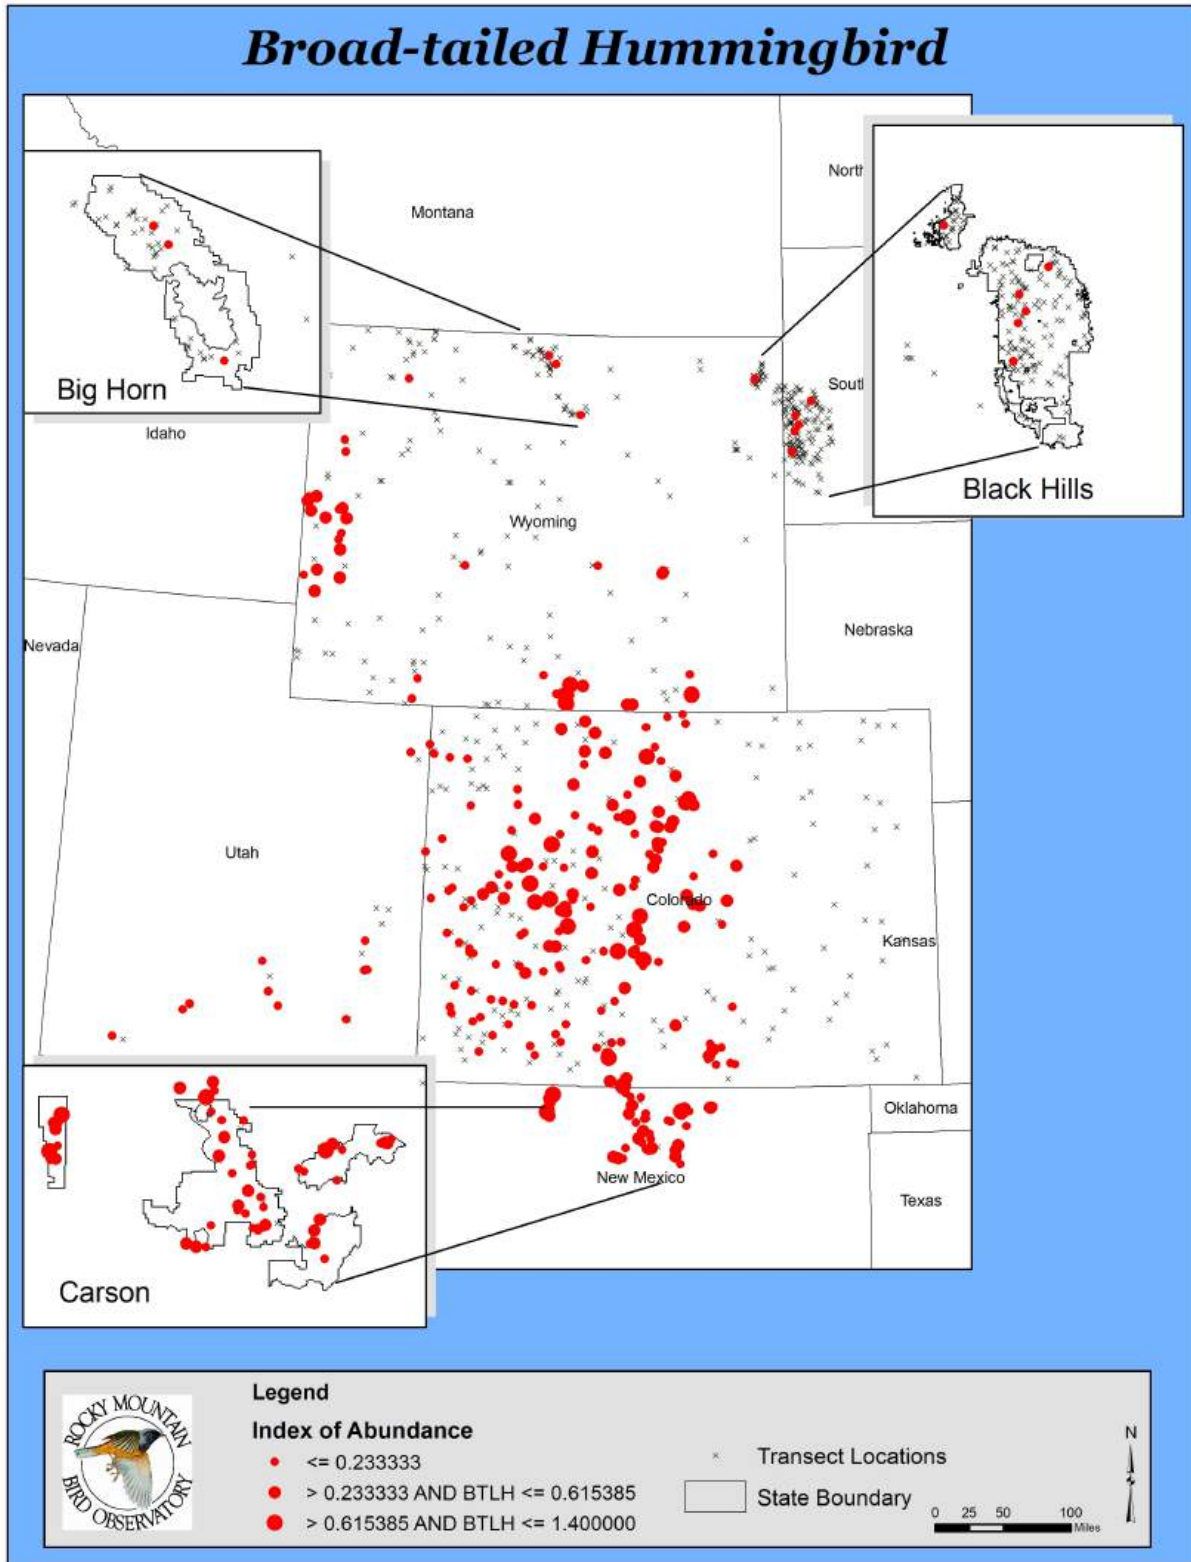 Broad-tailed Hummingbird
Montana
North
Big Horn
Idaho
South
Black Hills
Wyoming
Nevada
Nebraska
Utah
Colorado
Kansas
Oklahoma
New Mexico
Texas
Carson
Legend
Index of Abundance
<= 0.233333
> 0.233333 AND BTLH <= 0.615385
> 0.615385 AND BTLH <= 1.400000
Transect Locations
State Boundary
ROCKY MOUNTAIN
BIRD OBSERVATORY
N
0 25 50 100
Miles